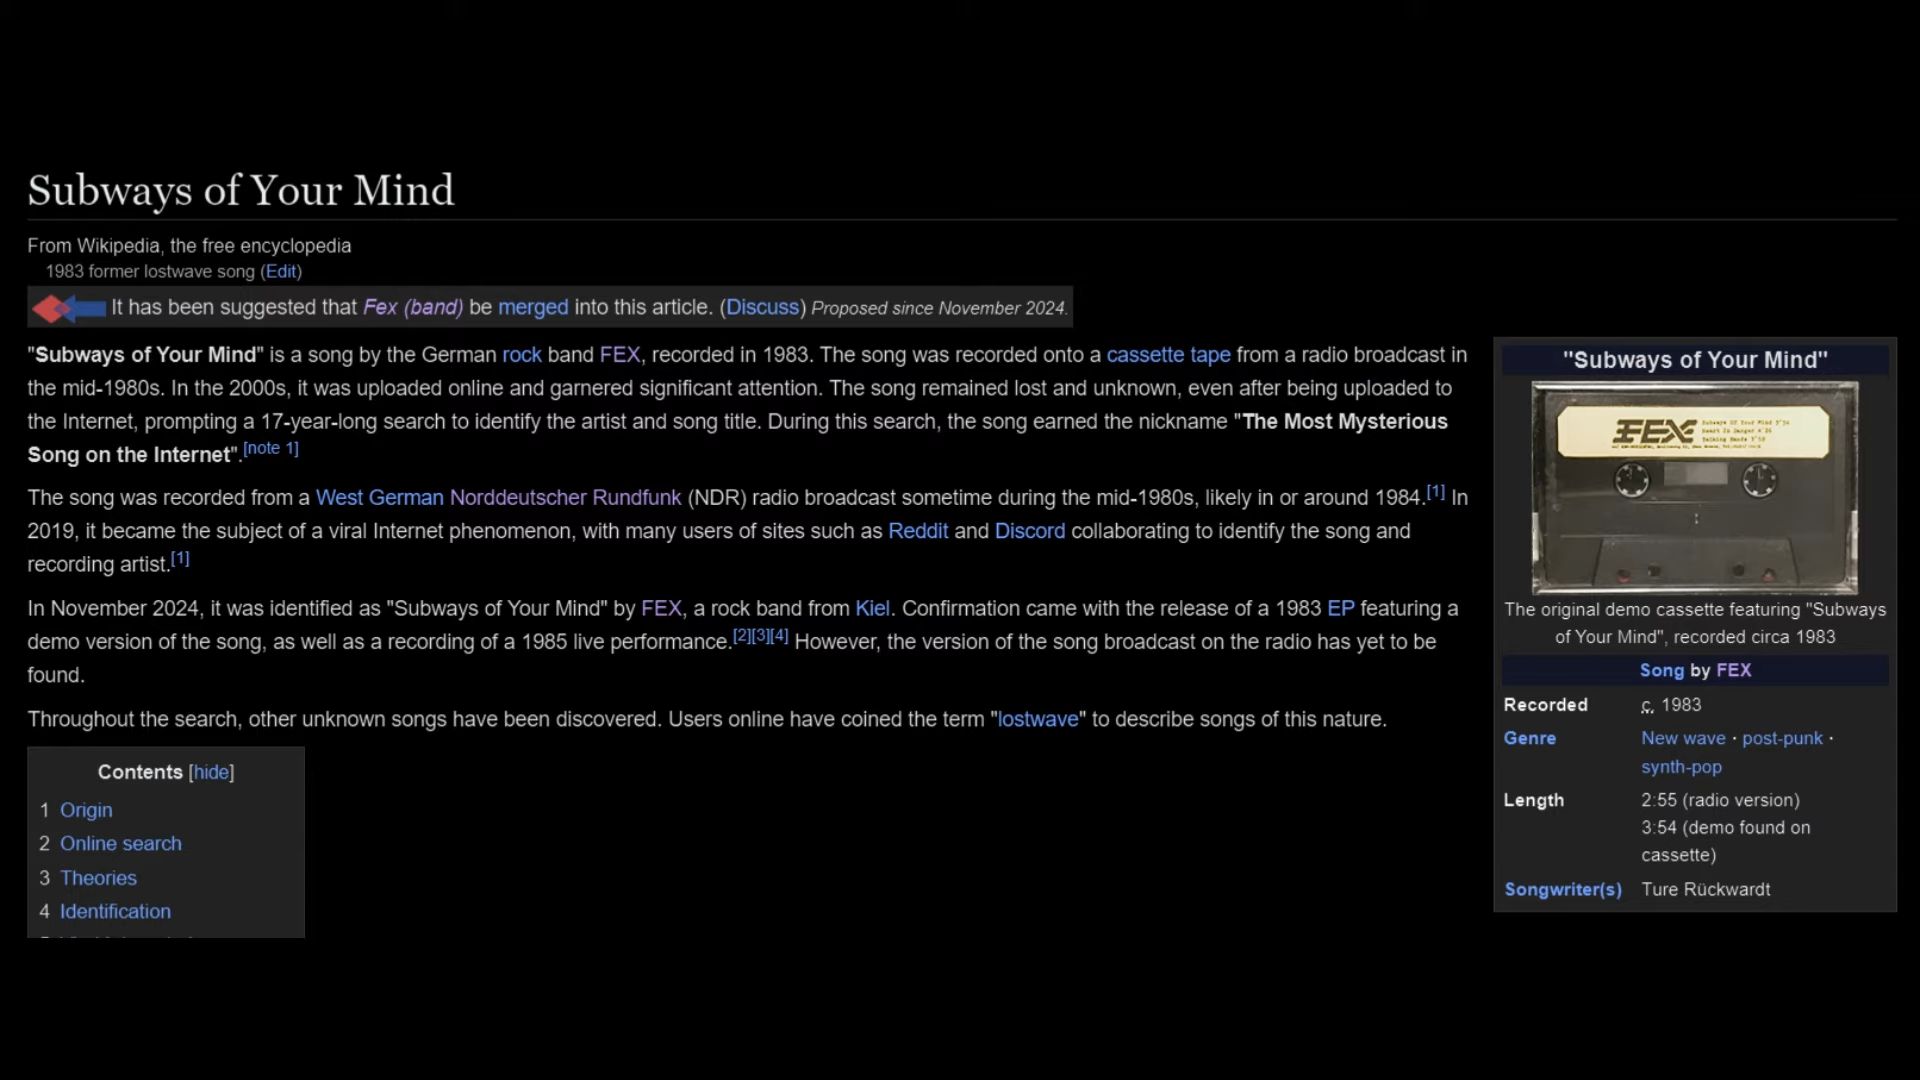 Subways of Your Mind
From Wikipedia, the free encyclopedia
1983 former lostwave song (Edit)
It has been suggested that Fex (band) be merged into this article. (Discuss) Proposed since November 2024.
"Subways of Your Mind" is a song by the German rock band FEX, recorded in 1983. The song was recorded onto a cassette tape from a radio broadcast in
the mid-1980s. In the 2000s, it was uploaded online and garnered significant attention. The song remained lost and unknown, even after being uploaded to
the Internet, prompting a 17-year-long search to identify the artist and song title. During this search, the song earned the nickname "The Most Mysterious
Song on the Internet".[note 1]
The song was recorded from a West German Norddeutscher Rundfunk (NDR) radio broadcast sometime during the mid-1980s, likely in or around 1984.[1] In
2019, it became the subject of a viral Internet phenomenon, with many users of sites such as Reddit and Discord collaborating to identify the song and
recording artist.[1]
In November 2024, it was identified as "Subways of Your Mind" by FEX, a rock band from Kiel. Confirmation came with the release of a 1983 EP featuring a
demo version of the song, as well as a recording of a 1985 live performance.[2][3][4] However, the version of the song broadcast on the radio has yet to be
found.
Throughout the search, other unknown songs have been discovered. Users online have coined the term "lostwave" to describe songs of this nature.
Contents [hide]
1 Origin
2 Online search
3 Theories
4 Identification
"Subways of Your Mind"
FEX
Subways Of Your Mind 3'54
Heart In Danger 4'26
Talking Hands
The original demo cassette featuring "Subways
of Your Mind", recorded circa 1983
Song by FEX
Recorded c. 1983
Genre New wave · post-punk ·
synth-pop
Length 2:55 (radio version)
3:54 (demo found on
cassette)
Songwriter(s) Ture Rückwardt